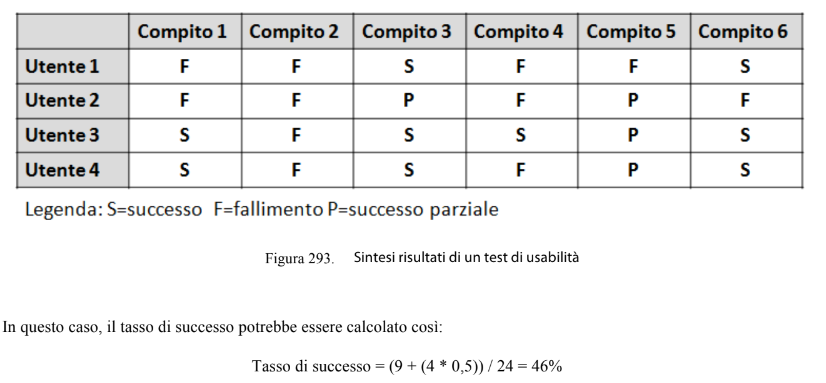 Compito 1 Compito 2 Compito 3 Compito 4 Compito 5 Compito 6
Utente 1 F F S F F S
Utente 2 F F P F P F
Utente 3 S F S S P S
Utente 4 S F S F P S
Legenda: S=successo F=fallimento P=successo parziale
Figura 293. Sintesi risultati di un test di usabilità
In questo caso, il tasso di successo potrebbe essere calcolato così:
Tasso di successo = (9 + (4 * 0,5)) / 24 = 46%